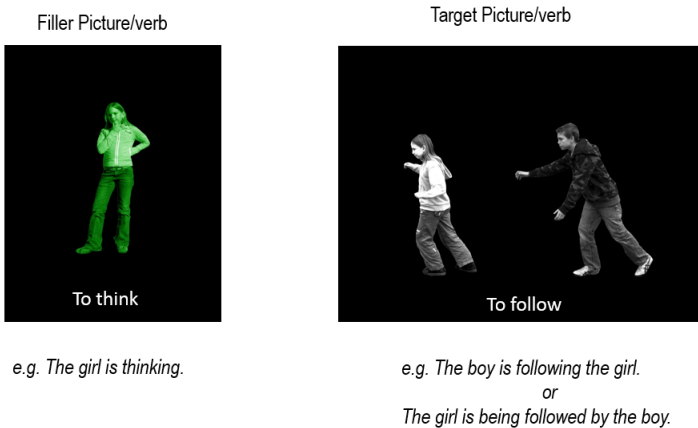 Filler Picture/verb
Target Picture/verb
To think
To follow
e.g. The girl is thinking.
e.g. The boy is following the girl.
or
The girl is being followed by the boy.